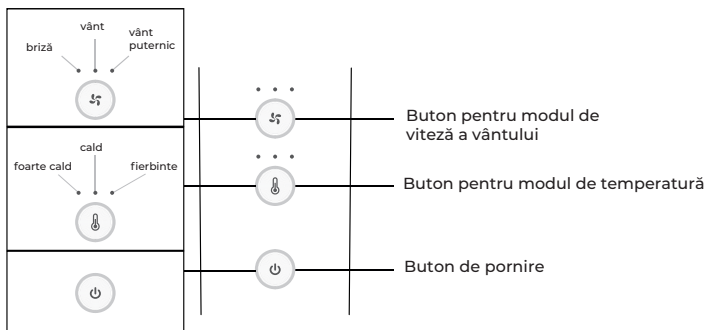 briză
vânt
vânt
puternic
foarte cald
cald
fierbinte
Buton pentru modul de
viteză a vântului
Buton pentru modul de temperatură
Buton de pornire